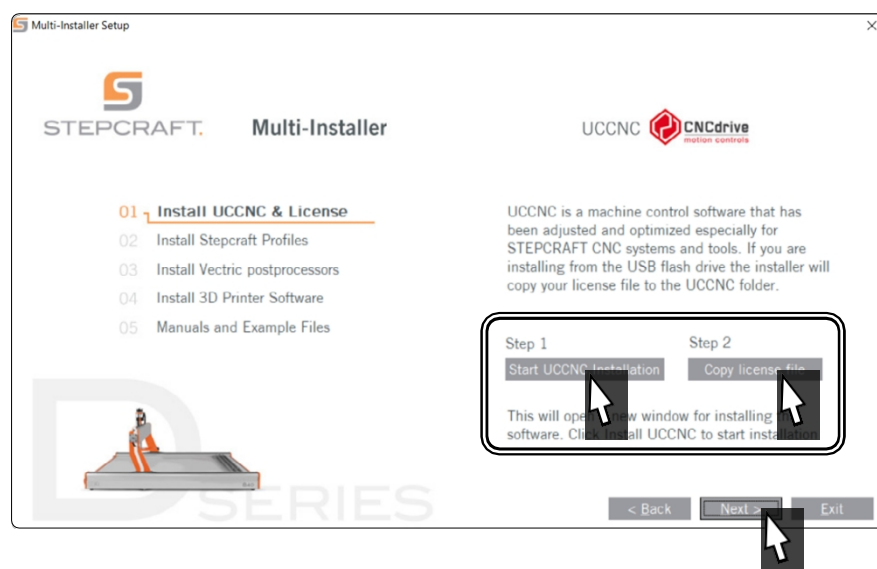 Multi-Installer Setup
STEPCRAFT.
Multi-Installer
UCCNC
CNCdrive
motion controls
01 Install UCCNC & License
02 Install Stepcraft Profiles
03 Install Vectric postprocessors
04 Install 3D Printer Software
05 Manuals and Example Files
UCCNC is a machine control software that has
been adjusted and optimized especially for
STEPCRAFT CNC systems and tools. If you are
installing from the USB flash drive the installer will
copy your license file to the UCCNC folder.
Step 1
Step 2
Start UCCNC Installation
Copy license file
This will open new window for installing
software. Click Install UCCNC to start installation
D SERIES
< Back
Next >
Exit